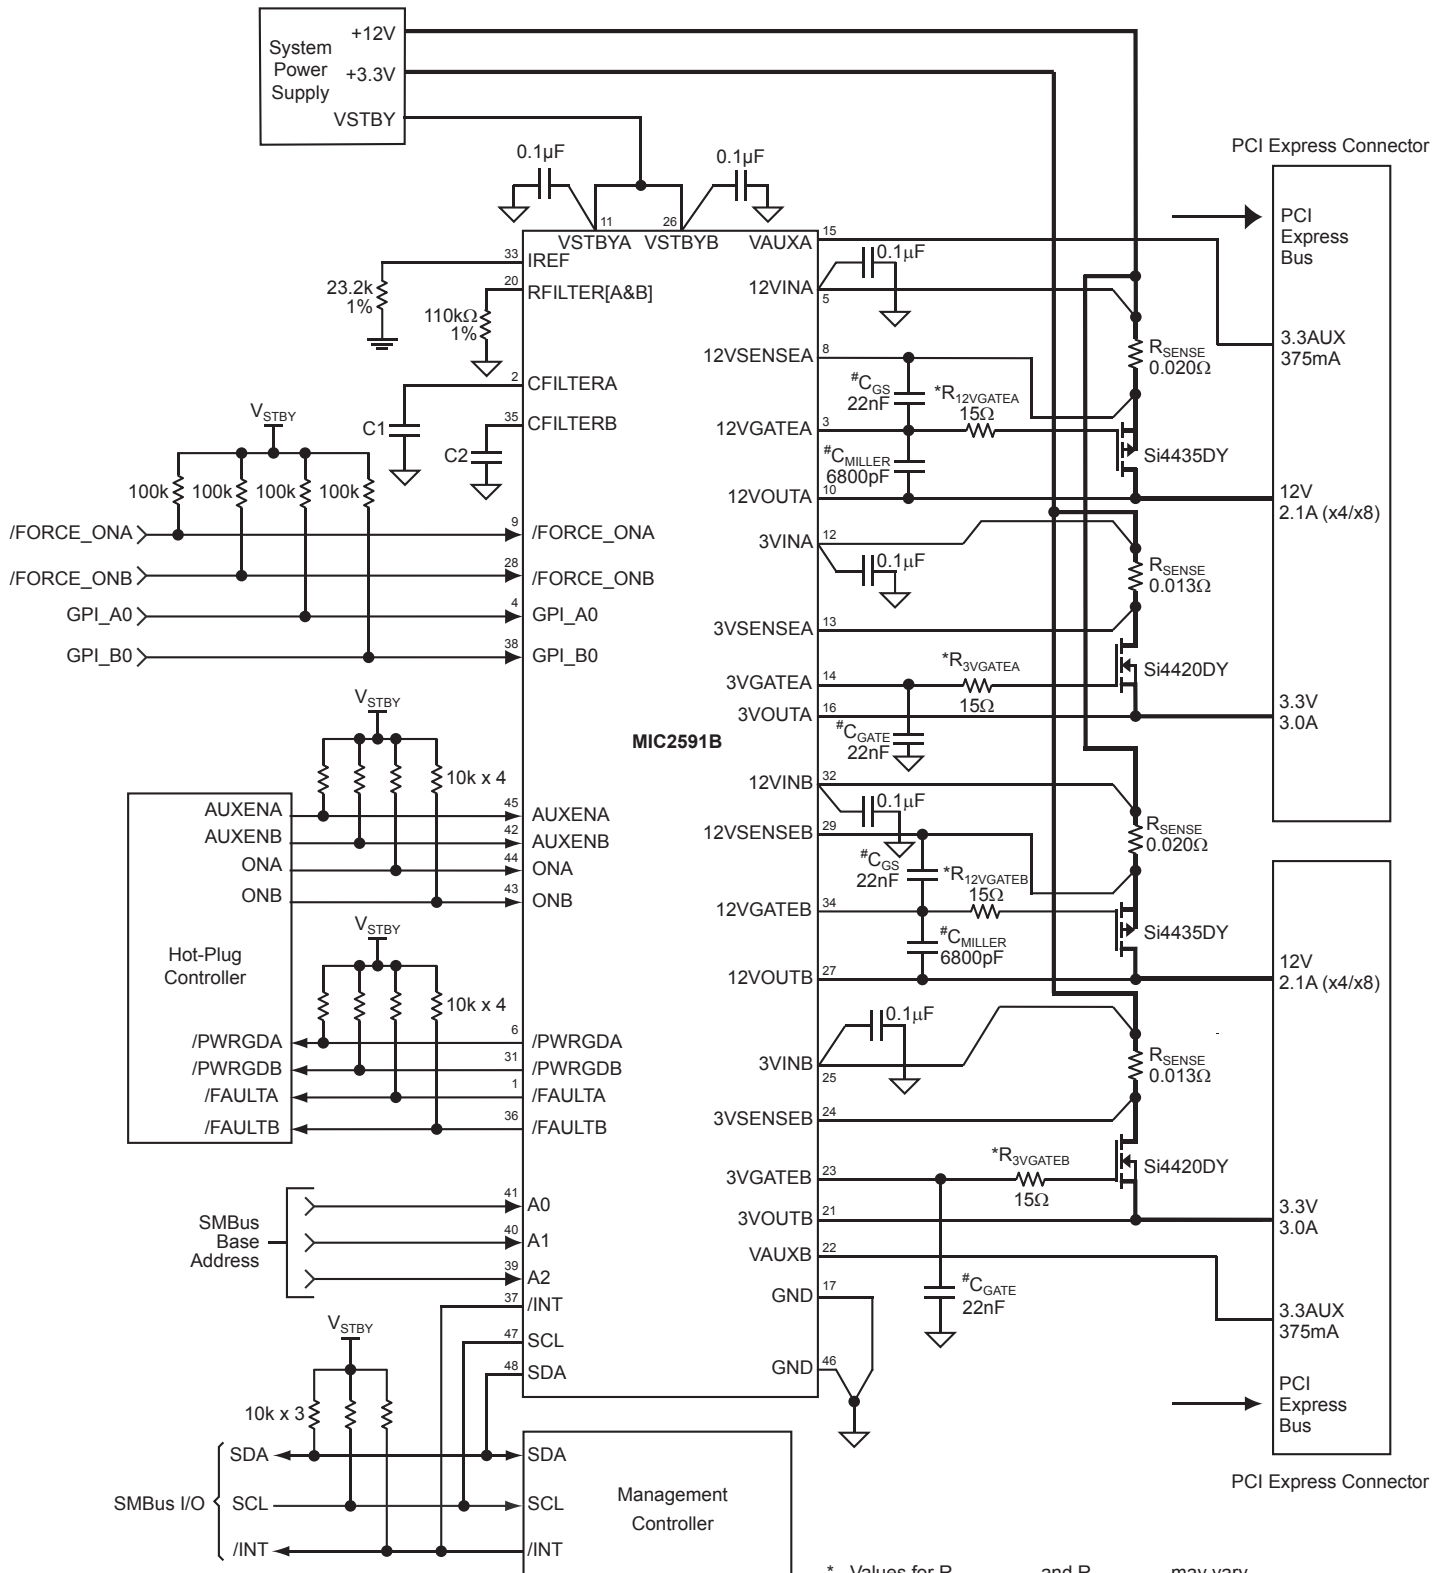 System
Power
Supply
+12V
+3.3V
VSTBY
PCI Express Connector
0.1µF
0.1µF
11
26
VSTBYA
VSTBYB
VAUXA
15
33
IREF
20
RFILTER[A&B]
23.2k
1%
110kΩ
1%
12VINA
5
0.1µF
PCI
Express
Bus
12VSENSEA
8
#CGS
22nF
*R12VGATEA
15Ω
RSENSE
0.020Ω
3.3AUX
375mA
2
CFILTERA
35
CFILTERB
C1
C2
12VGATEA
3
#CMILLER
6800pF
Si4435DY
12VOUTA
10
12V
2.1A (x4/x8)
VSTBY
100k
100k
100k
100k
/FORCE_ONA
9
/FORCE_ONA
/FORCE_ONB
28
/FORCE_ONB
GPI_A0
4
GPI_A0
GPI_B0
38
GPI_B0
3VINA
12
0.1µF
RSENSE
0.013Ω
3VSENSEA
13
3VGATEA
14
*R3VGATEA
15Ω
Si4420DY
3VOUTA
16
#CGATE
22nF
3.3V
3.0A
MIC2591B
VSTBY
10k x 4
AUXENA
45
AUXENA
AUXENB
42
AUXENB
ONA
44
ONA
ONB
43
ONB
Hot-Plug
Controller
12VINB
32
0.1µF
12VSENSEB
29
RSENSE
0.020Ω
#CGS
22nF
*R12VGATEB
15Ω
12VGATEB
34
#CMILLER
6800pF
Si4435DY
12VOUTB
27
12V
2.1A (x4/x8)
VSTBY
10k x 4
/PWRGDA
6
/PWRGDA
/PWRGDB
31
/PWRGDB
/FAULTA
1
/FAULTA
/FAULTB
36
/FAULTB
3VINB
25
0.1µF
RSENSE
0.013Ω
3VSENSEB
24
3VGATEB
23
*R3VGATEB
15Ω
Si4420DY
3VOUTB
21
3.3V
3.0A
VAUXB
22
#CGATE
22nF
3.3AUX
375mA
SMBus
Base
Address
41
A0
40
A1
39
A2
37
/INT
47
SCL
48
SDA
GND
17
GND
46
PCI
Express
Bus
PCI Express Connector
VSTBY
10k x 3
SMBus I/O
SDA
SCL
/INT
SDA
SCL
/INT
Management
Controller
* Values for R and R may vary